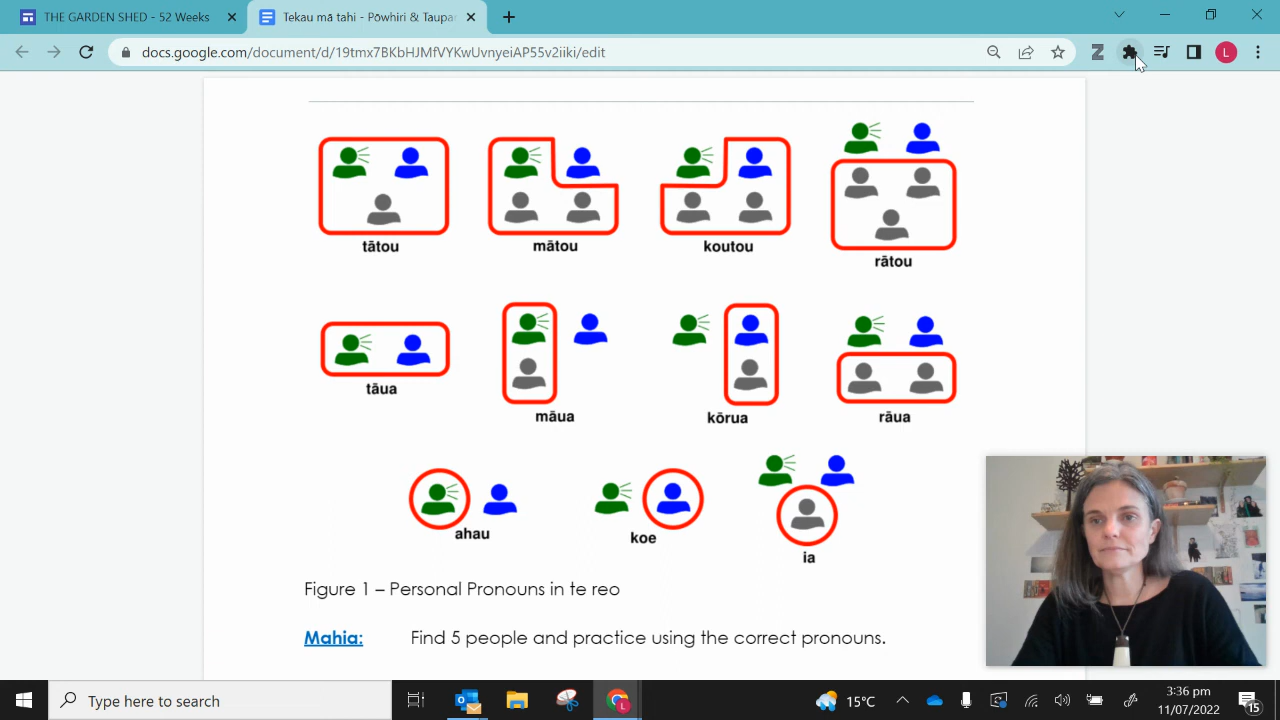 THE GARDEN SHED - 52 Weeks
Tekau mā tahi - Pōwhiri & Taupa
docs.google.com/document/d/19tmx7BKbHJMfVYKwUvnyeiAP55v2iiki/edit
L
tātou
mātou
koutou
rātou
tāua
māua
kōrua
rāua
ahau
koe
ia
Figure 1 – Personal Pronouns in te reo
Mahia: Find 5 people and practice using the correct pronouns.
Type here to search
L
15°C
3:36 pm
11/07/2022
15